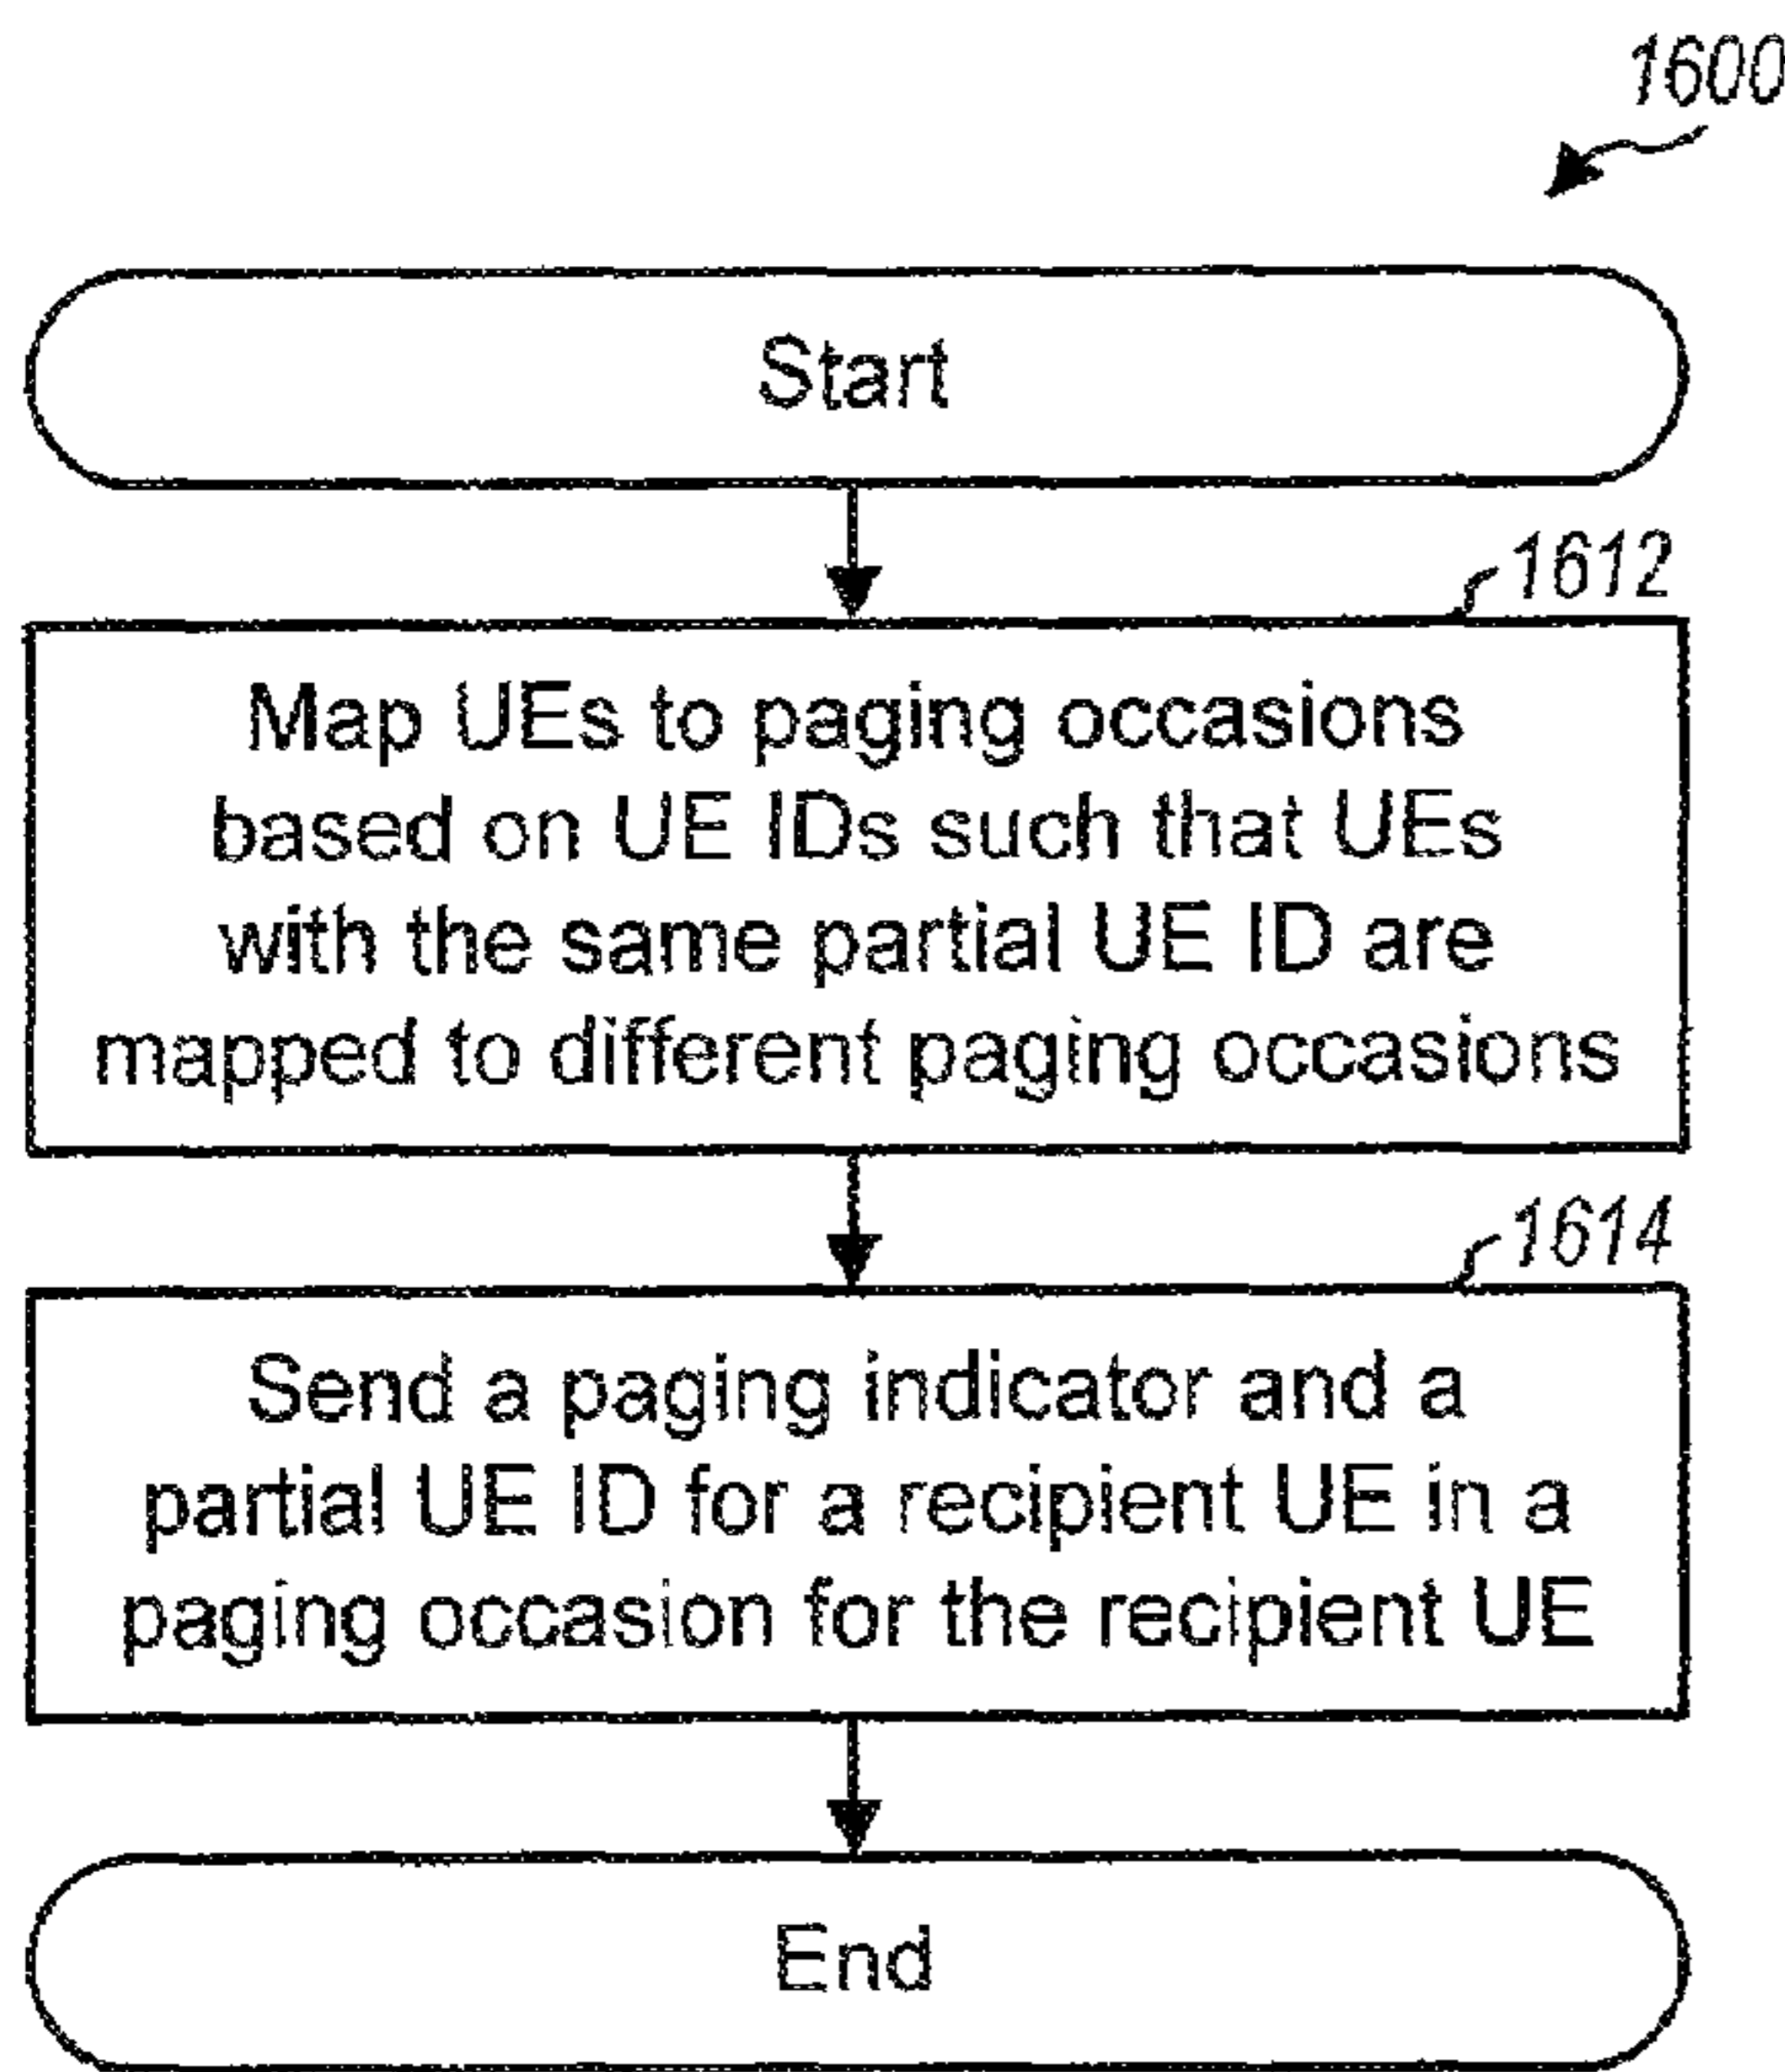 1600
Start
1612
Map UEs to paging occasions
based on UE IDs such that UEs
with the same partial UE ID are
mapped to different paging occasions
1614
Send a paging indicator and a
partial UE ID for a recipient UE in a
paging occasion for the recipient UE
End